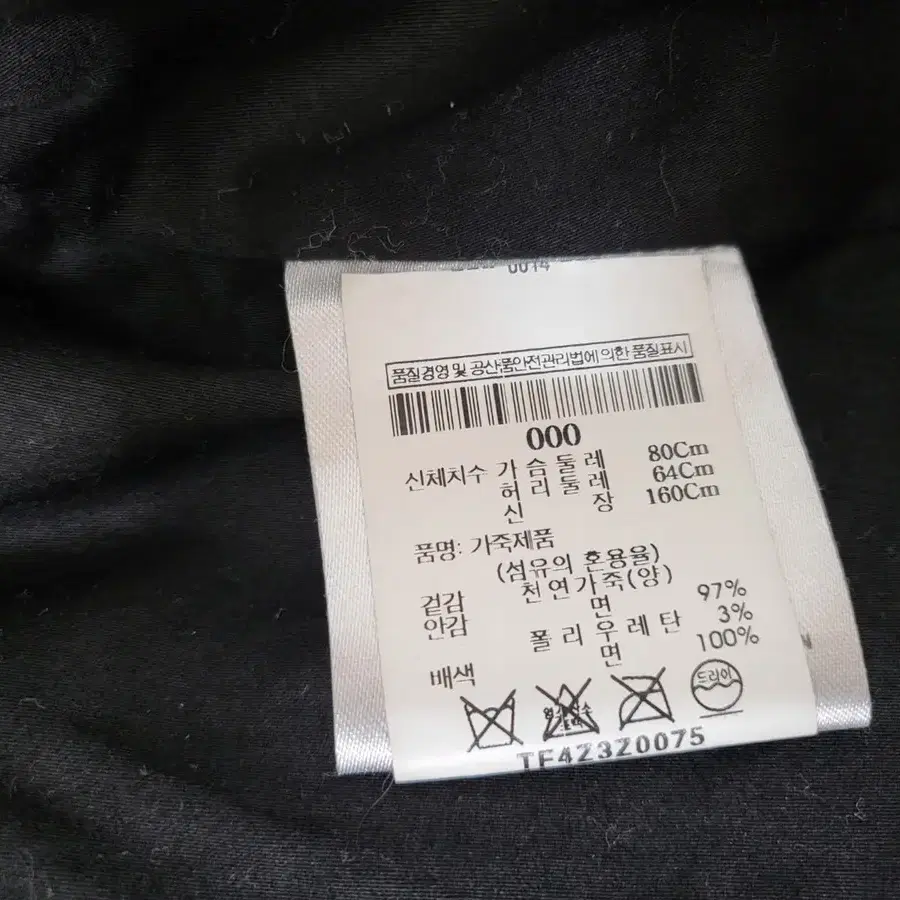 0014
품질경영 및 공산품안전관리법에 의한 품질표시
000
신체치수 가슴둘레 80Cm
허리둘레 64Cm
신장 160Cm
품명: 가죽제품
(섬유의 혼용율)
겉감 천연가죽(양)
안감 면 97%
폴리우레탄 3%
배색 면 100%
드라이
TF4Z3Z0075